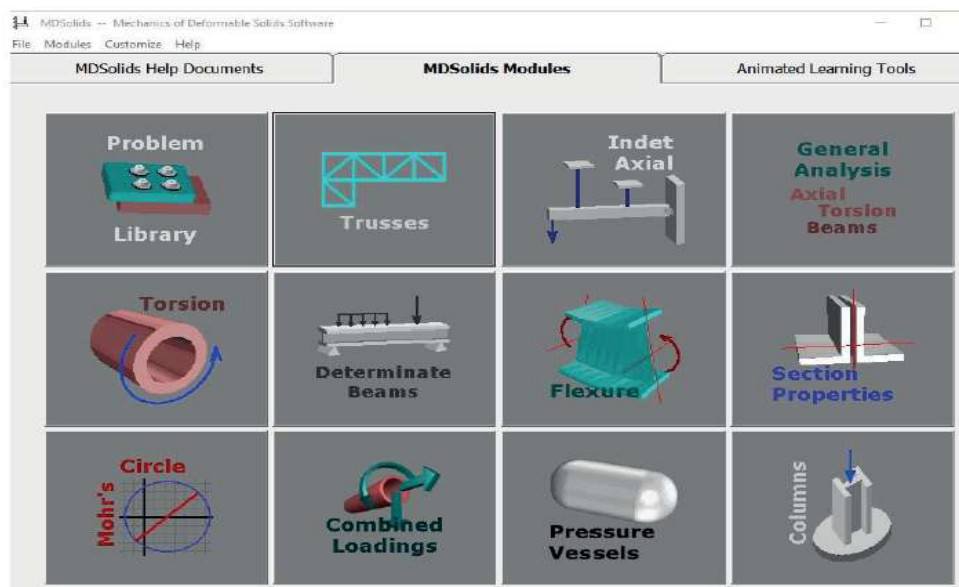 MDSolids -- Mechanics of Deformable Solids Software
File Modules Customize Help
MDSolids Help Documents
MDSolids Modules
Animated Learning Tools
Problem
Library
Trusses
Indet
Axial
General
Analysis
Axial
Torsion
Beams
Torsion
Determinate
Beams
Flexure
Section
Properties
Mohr's
Circle
Combined
Loadings
Pressure
Vessels
Columns